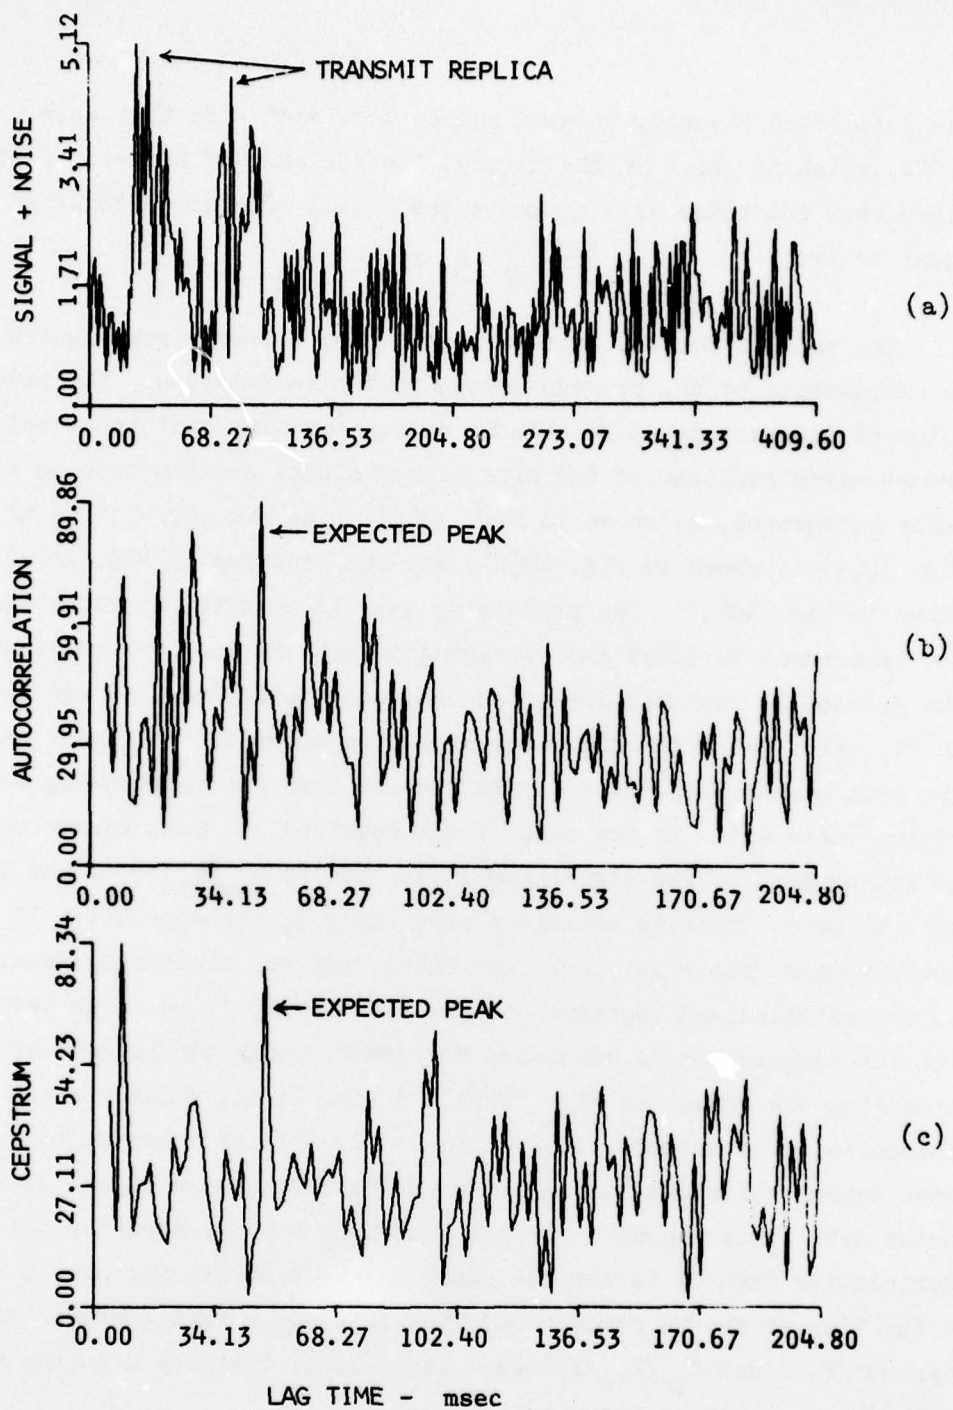 SIGNAL + NOISE
5.12
3.41
1.71
0.00
TRANSMIT REPLICA
(a)
0.00 68.27 136.53 204.80 273.07 341.33 409.60
AUTOCORRELATION
89.86
59.91
29.95
0.00
EXPECTED PEAK
(b)
0.00 34.13 68.27 102.40 136.53 170.67 204.80
CEPSTRUM
81.34
54.23
27.11
0.00
EXPECTED PEAK
(c)
0.00 34.13 68.27 102.40 136.53 170.67 204.80
LAG TIME - msec